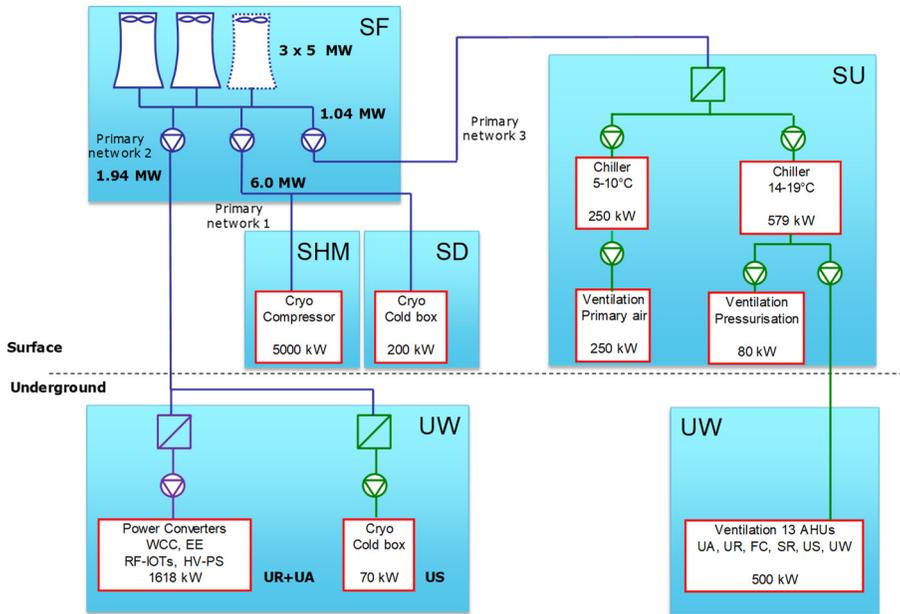 SF
3 x 5 MW
1.04 MW
Primary
network 2
1.94 MW
6.0 MW
Primary
network 1
Primary
network 3
SU
Chiller
5-10°C
250 kW
Chiller
14-19°C
579 kW
Ventilation
Primary air
250 kW
Ventilation
Pressurisation
80 kW
SHM
Cryo
Compressor
5000 kW
SD
Cryo
Cold box
200 kW
Surface
Underground
UW
Power Converters
WCC, EE
RF-IOTs, HV-PS
1618 kW
UR+UA
Cryo
Cold box
70 kW
US
UW
Ventilation 13 AHUs
UA, UR, FC, SR, US, UW
500 kW